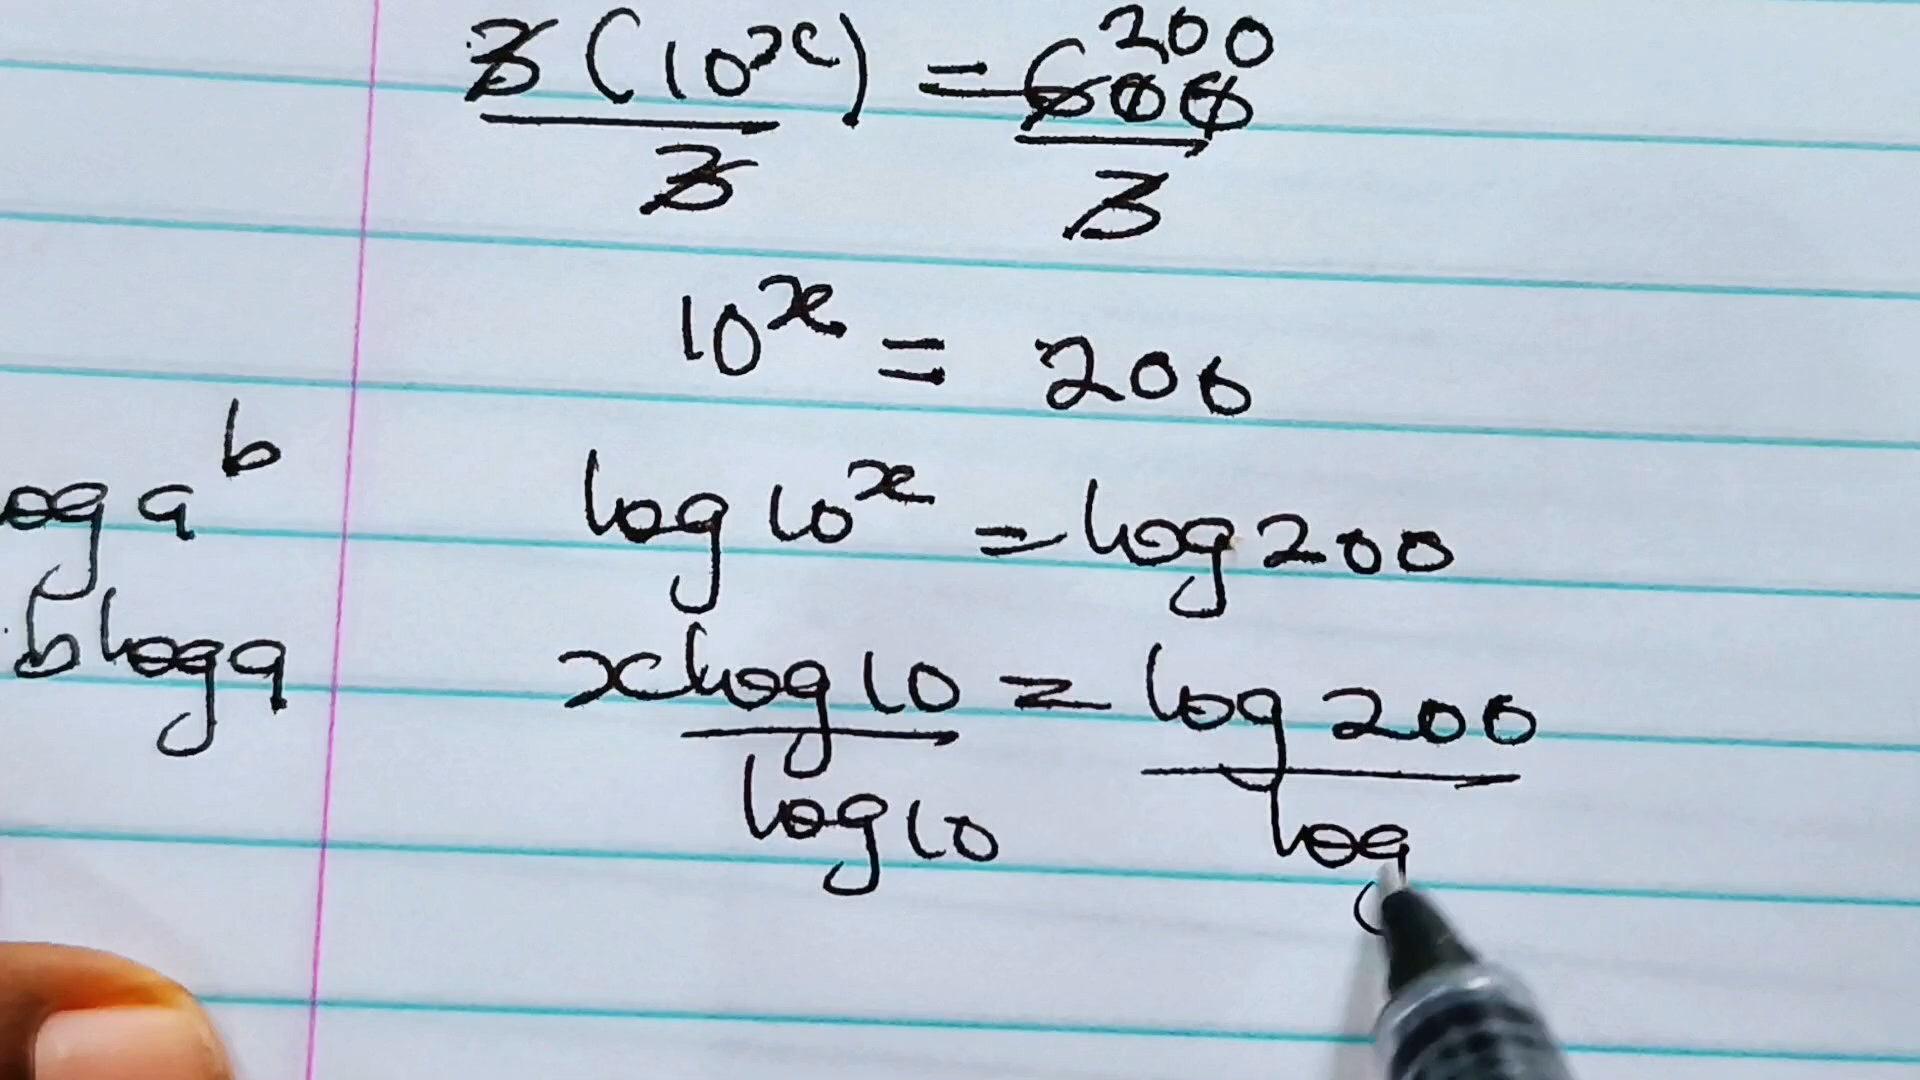 3(10^x) = 600 200
3 3
10^x = 200
log a^b
log 10^x = log 200
b log a
x log 10 = log 200
log 10 log